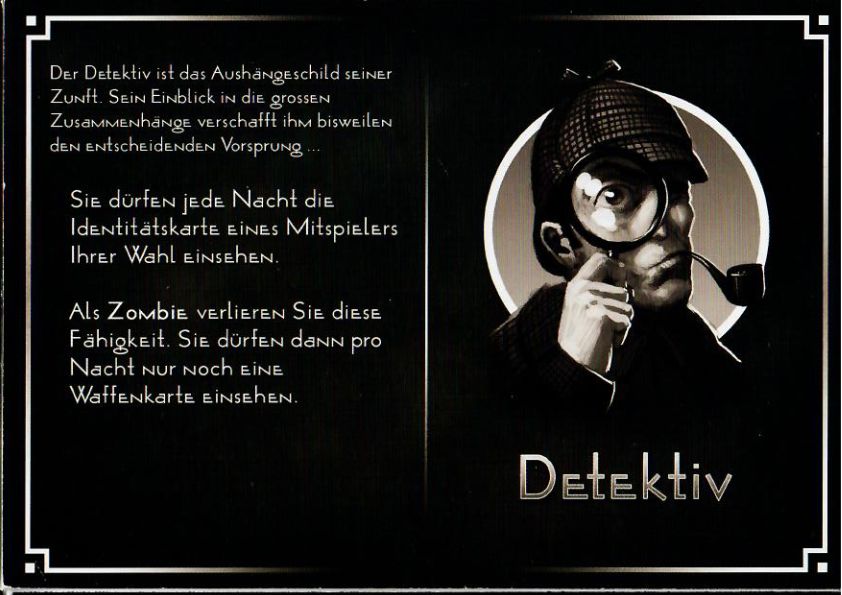 Der Detektiv ist das Aushängeschild seiner
Zunft. Sein Einblick in die grossen
Zusammenhänge verschafft ihm bisweilen
den entscheidenden Vorsprung ...
Sie dürfen jede Nacht die
Identitätskarte eines Mitspielers
Ihrer Wahl einsehen.
Als Zombie verlieren Sie diese
Fähigkeit. Sie dürfen dann pro
Nacht nur noch eine
Waffenkarte einsehen.
Detektiv